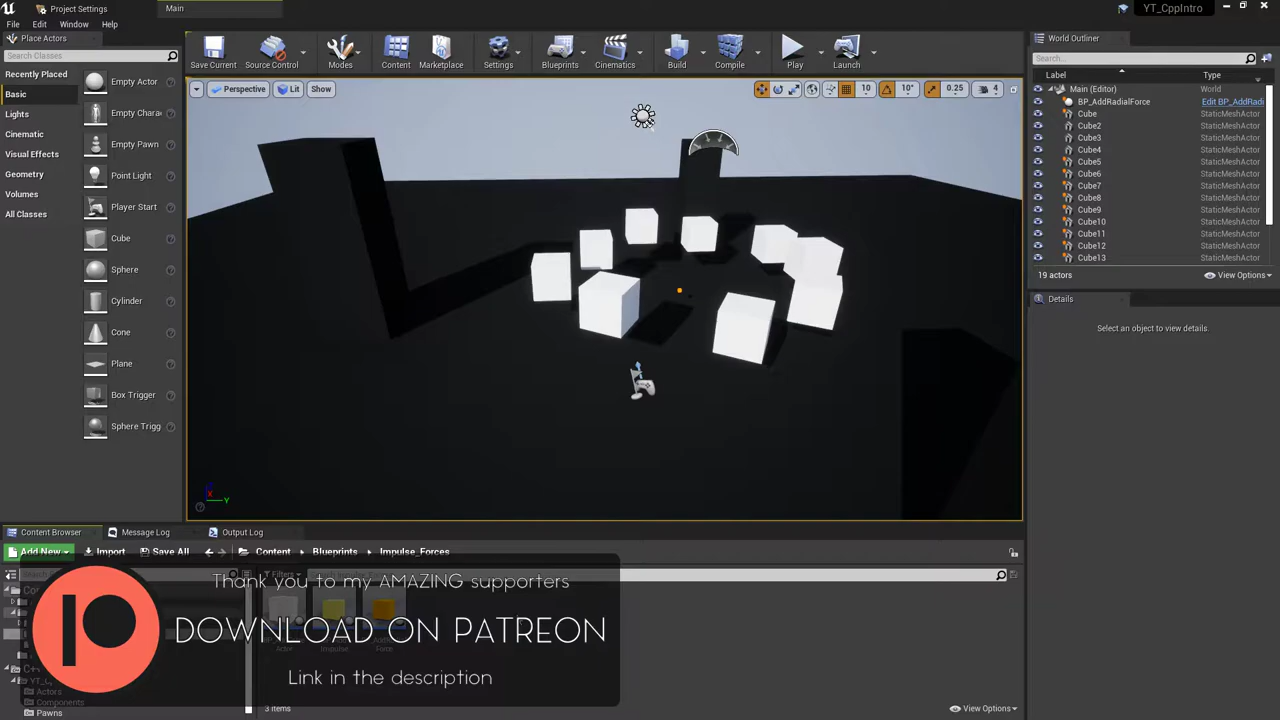 Project Settings
Main
YT_CppIntro
File
Edit
Window
Help
Place Actors
Search Classes
Recently Placed
Basic
Lights
Cinematic
Visual Effects
Geometry
Volumes
All Classes
Empty Actor
Empty Charac
Empty Pawn
Point Light
Player Start
Cube
Sphere
Cylinder
Cone
Plane
Box Trigger
Sphere Trigg
Save Current
Source Control
Modes
Content
Marketplace
Settings
Blueprints
Cinematics
Build
Compile
Play
Launch
Perspective
Lit
Show
10
10°
0.25
4
X
Y
World Outliner
Search...
Label
Type
Main (Editor)
World
BP_AddRadialForce
Edit BP_AddRadi
Cube
StaticMeshActor
Cube2
StaticMeshActor
Cube3
StaticMeshActor
Cube4
StaticMeshActor
Cube5
StaticMeshActor
Cube6
StaticMeshActor
Cube7
StaticMeshActor
Cube8
StaticMeshActor
Cube9
StaticMeshActor
Cube10
StaticMeshActor
Cube11
StaticMeshActor
Cube12
StaticMeshActor
Cube13
StaticMeshActor
19 actors
View Options
Details
Select an object to view details.
Content Browser
Message Log
Output Log
Add New
Import
Save All
Content
Blueprints
Impulse_Forces
Filters
Thank you to my AMAZING supporters
DOWNLOAD ON PATREON
Link in the description
Actor
Impulse
Force
Actors
Components
Pawns
3 items
View Options